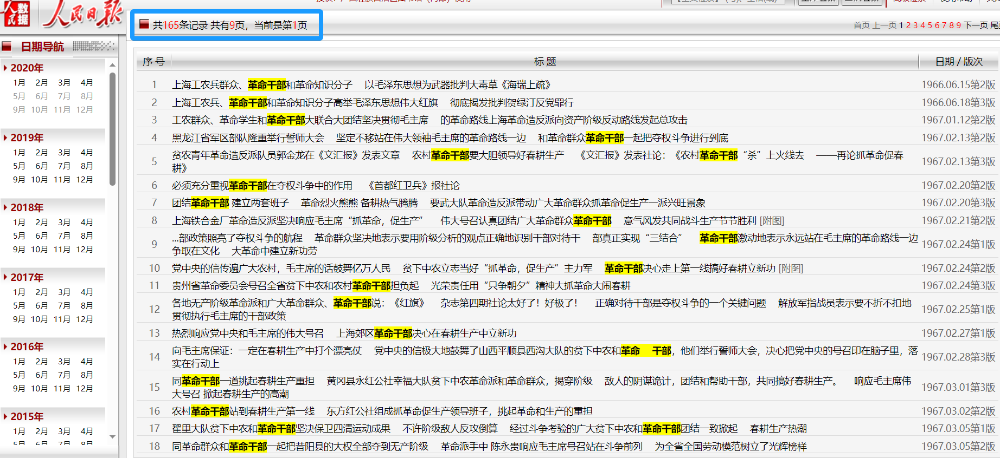 人民数据
人民日报
共165条记录 共有9页，当前是第1页
首页 上一页 1 2 3 4 5 6 7 8 9 下一页
日期导航
2020年
1月 2月 3月 4月
5月 6月 7月 8月
9月 10月 11月 12月
2019年
1月 2月 3月 4月
5月 6月 7月 8月
9月 10月 11月 12月
2018年
1月 2月 3月 4月
5月 6月 7月 8月
9月 10月 11月 12月
2017年
1月 2月 3月 4月
5月 6月 7月 8月
9月 10月 11月 12月
2016年
1月 2月 3月 4月
5月 6月 7月 8月
9月 10月 11月 12月
2015年
1月 2月 3月 4月
5月 6月 7月 8月
序 号 标 题 日期 / 版次
1 上海工农兵群众、革命干部和革命知识分子 以毛泽东思想为武器批判大毒草《海瑞上疏》 1966.06.15第2版
2 上海工农兵、革命干部和革命知识分子高举毛泽东思想伟大红旗 彻底揭发批判贺绿汀反党罪行 1966.06.18第3版
3 工农群众、革命学生和革命干部大联合大团结坚决贯彻毛主席 的革命路线上海革命造反派向资产阶级反动路线发起总攻击 1967.01.12第2版
4 黑龙江省军区部队隆重举行誓师大会 坚定不移站在伟大领袖毛主席的革命路线一边 和革命群众革命干部一起把夺权斗争进行到底 1967.02.13第2版
5 贫农青年革命造反派队员郭金龙在《文汇报》发表文章 农村革命干部要大胆领导好春耕生产 《文汇报》发表社论：《农村革命干部“杀”上火线去 ——再论抓革命促春
耕》 1967.02.13第3版
6 必须充分重视革命干部在夺权斗争中的作用 《首都红卫兵》报社论 1967.02.20第2版
7 团结革命干部 建立两套班子 革命烈火熊熊 备耕热气腾腾 要武大队革命造反派带动广大革命群众抓革命促生产一派兴旺景象 1967.02.20第3版
8 上海铁合金厂革命造反派坚决响应毛主席“抓革命，促生产” 伟大号召认真团结广大革命群众革命干部 意气风发共同战斗生产节节胜利 [附图] 1967.02.21第2版
9 ...部政策照亮了夺权斗争的航程 革命群众坚决地表示要用阶级分析的观点正确地识别干部对待干 部真正实现“三结合” 革命干部激动地表示永远站在毛主席的革命路线一边
争取在文化 大革命中建立新功劳 1967.02.24第1版
10 党中央的信传遍广大农村，毛主席的话鼓舞亿万人民 贫下中农立志当好“抓革命，促生产”主力军 革命干部决心走上第一线搞好春耕立新功 [附图] 1967.02.24第2版
11 贵州省革命委员会号召全省贫下中农和农村革命干部担负起 光荣责任用“只争朝夕”精神大抓革命大闹春耕 1967.02.24第3版
12 各地无产阶级革命派和广大革命群众、革命干部说：《红旗》 杂志第四期社论太好了！好极了！ 正确对待干部是夺权斗争的一个关键问题 解放军指战员表示要不折不扣地
贯彻执行毛主席的干部政策 1967.02.25第1版
13 热烈响应党中央和毛主席的伟大号召 上海郊区革命干部决心在春耕生产中立新功 1967.02.27第1版
14 向毛主席保证：一定在春耕生产中打个漂亮仗 党中央的信极大地鼓舞了山西平顺县西沟大队的贫下中农和革命 干部，他们举行誓师大会，决心把党中央的号召印在脑子里，落
实在行动上 1967.02.28第3版
15 同革命干部一道挑起春耕生产重担 黄冈县永红公社幸福大队贫下中农革命派和革命群众，揭穿阶级 敌人的阴谋诡计，团结和帮助干部，共同搞好春耕生产。 响应毛主席伟
大号召 掀起春耕生产的高潮 1967.03.01第3版
16 农村革命干部站到春耕生产第一线 东方红公社组成抓革命促生产领导班子，挑起革命和生产的重担 1967.03.02第2版
17 翟里大队贫下中农和革命干部坚决保卫四清运动成果 不许阶级敌人反攻倒算 经过斗争考验的广大贫下中农和革命干部团结一致掀起 春耕生产热潮 1967.03.05第1版
18 同革命群众和革命干部一起把昔阳县的大权全部夺到无产阶级 革命派手中 陈永贵响应毛主席号召站在斗争前列 为全省全国劳动模范树立了光辉榜样 1967.03.05第2版